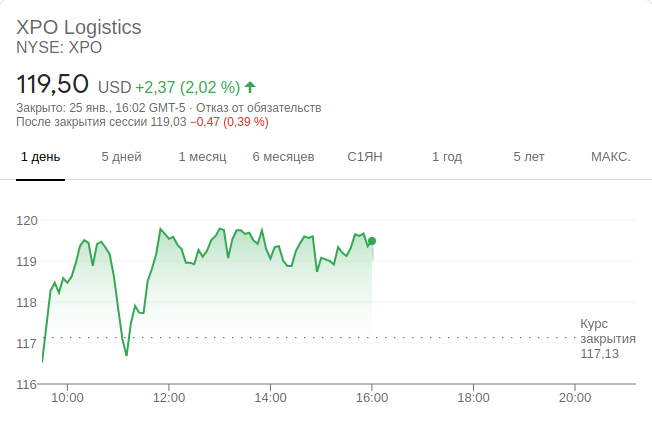 XPO Logistics
NYSE: XPO
119,50 USD +2,37 (2,02 %)
Закрыто: 25 янв., 16:02 GMT-5 · Отказ от обязательств
После закрытия сессии 119,03 −0,47 (0,39 %)
1 день 5 дней 1 месяц 6 месяцев С1ЯН 1 год 5 лет МАКС.
120
119
118
117
116
Курс
закрытия
117,13
10:00 12:00 14:00 16:00 18:00 20:00